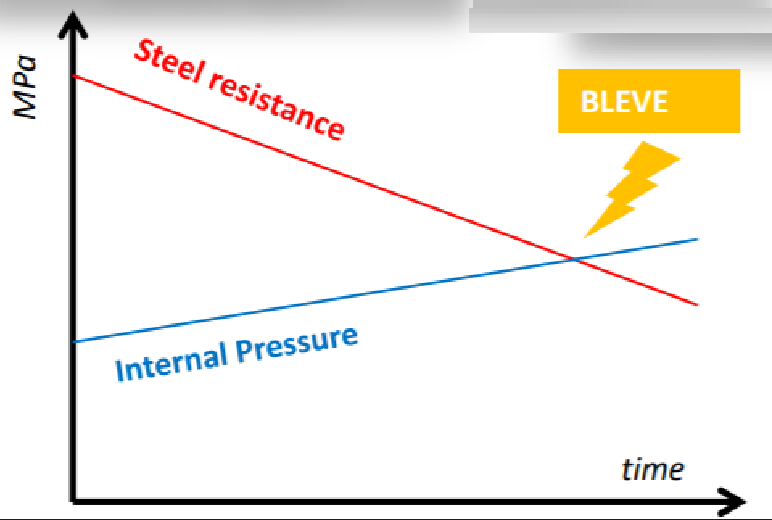 MPa
Steel resistance
BLEVE
Internal Pressure
time